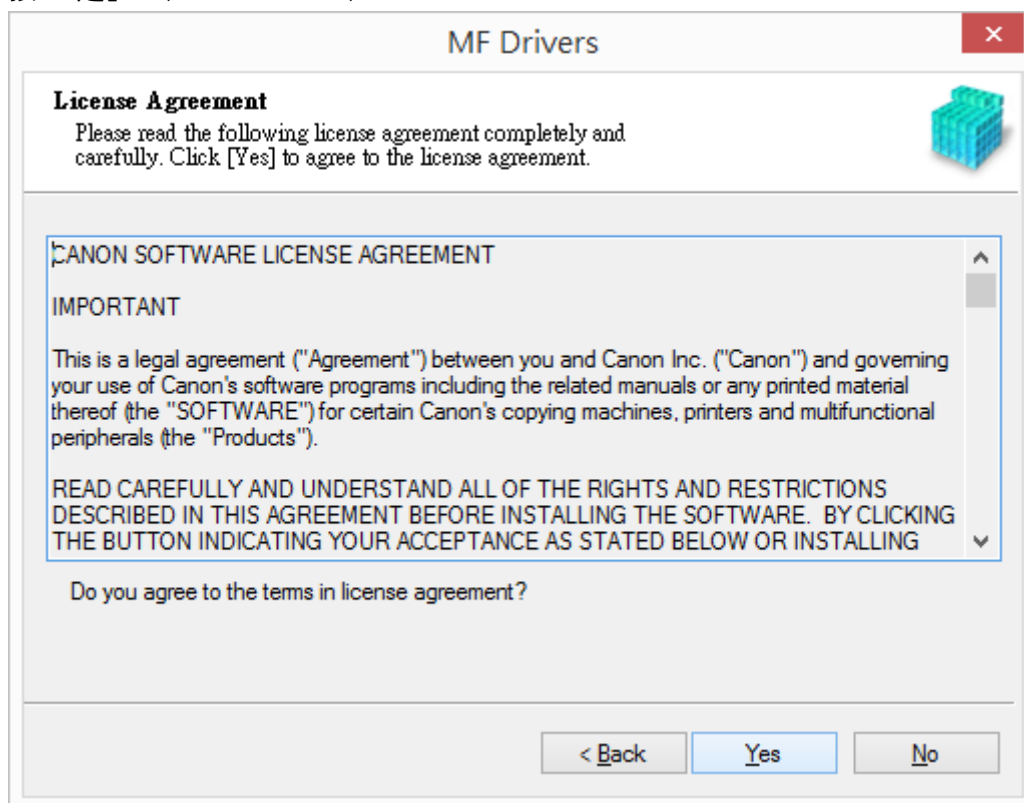 MF Drivers
License Agreement
Please read the following license agreement completely and
carefully. Click [Yes] to agree to the license agreement.
CANON SOFTWARE LICENSE AGREEMENT
IMPORTANT
This is a legal agreement ("Agreement") between you and Canon Inc. ("Canon") and governing
your use of Canon's software programs including the related manuals or any printed material
thereof (the "SOFTWARE") for certain Canon's copying machines, printers and multifunctional
peripherals (the "Products").
READ CAREFULLY AND UNDERSTAND ALL OF THE RIGHTS AND RESTRICTIONS
DESCRIBED IN THIS AGREEMENT BEFORE INSTALLING THE SOFTWARE.  BY CLICKING
THE BUTTON INDICATING YOUR ACCEPTANCE AS STATED BELOW OR INSTALLING
Do you agree to the terms in license agreement?
< Back
Yes
No